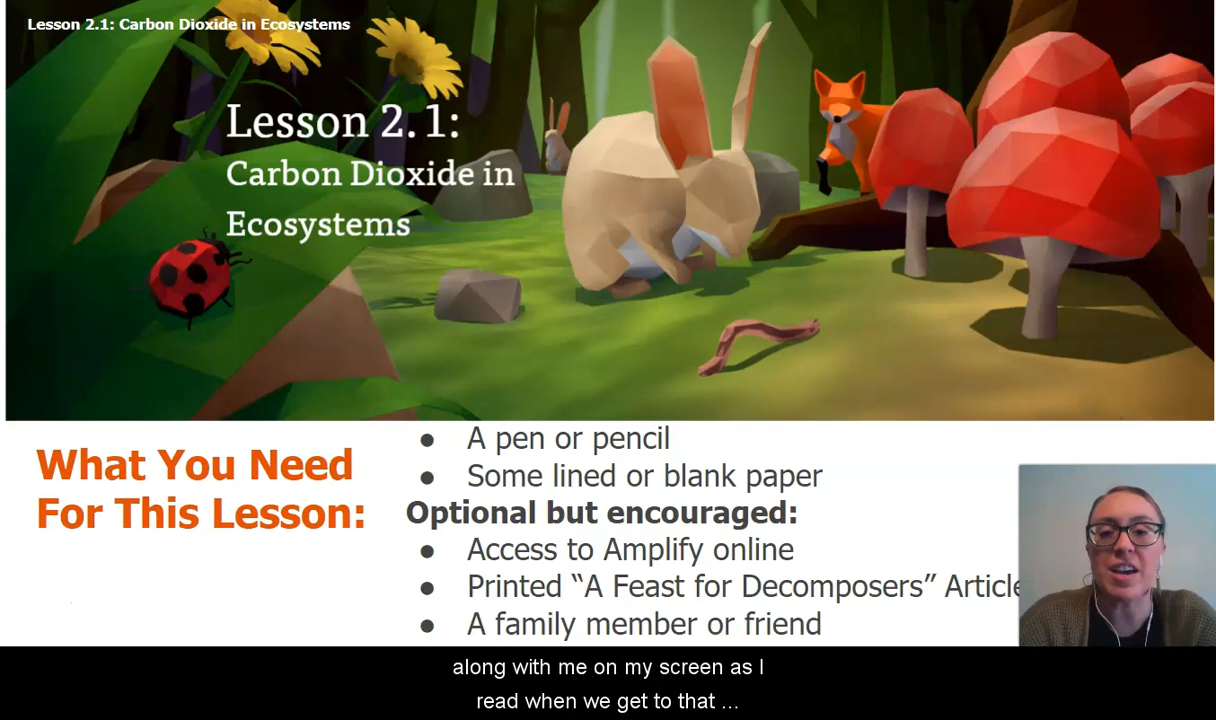 Lesson 2.1: Carbon Dioxide in Ecosystems
Lesson 2.1:
Carbon Dioxide in
Ecosystems
What You Need
For This Lesson:
● A pen or pencil
● Some lined or blank paper
Optional but encouraged:
● Access to Amplify online
● Printed “A Feast for Decomposers” Article
● A family member or friend
along with me on my screen as I
read when we get to that ...